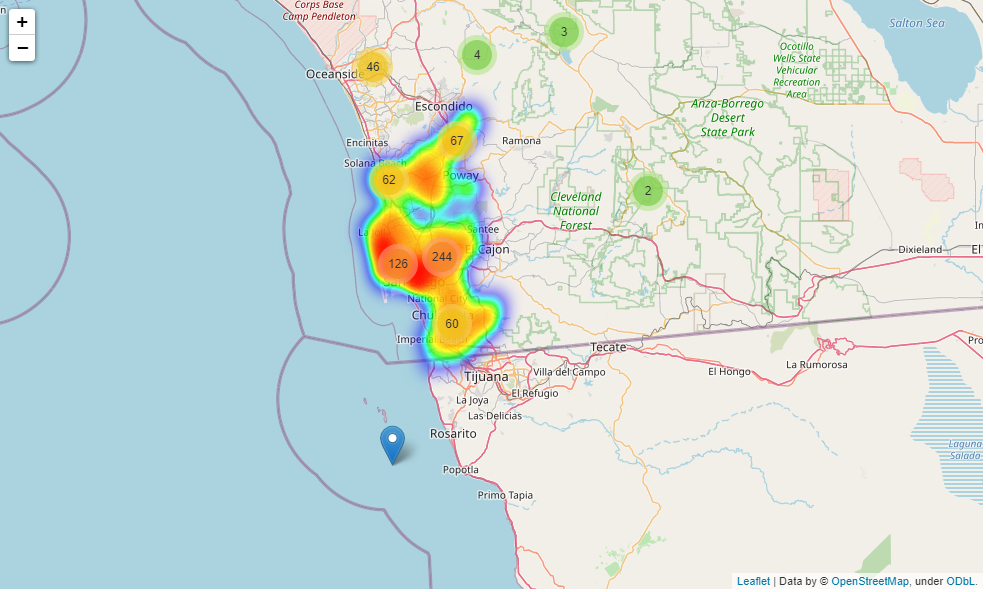 +
−
Corps Base
Camp Pendleton
Salton Sea
3
4
46
Oceanside
Ocotillo
Wells State
Vehicular
Recreation
Area
Escondido
Anza-Borrego
Desert
State Park
67
Ramona
Encinitas
Solana Beach
62
Poway
2
Cleveland
National
Forest
Santee
El Cajon
Dixieland
126
244
National City
60
Tecate
La Rumorosa
El Hongo
Tijuana
Villa del Campo
El Refugio
La Joya
Las Delicias
Rosarito
Laguna
Salada
Popotla
Primo Tapia
Leaflet | Data by © OpenStreetMap, under ODbL.